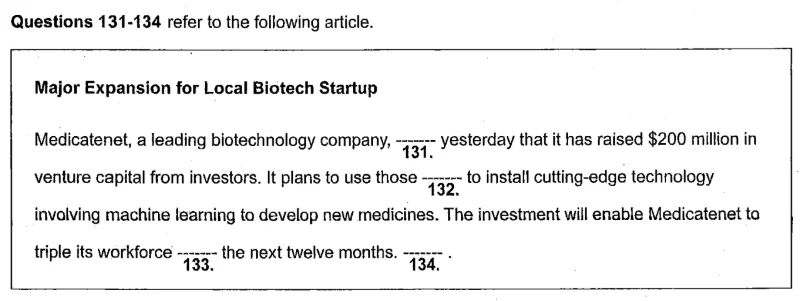 Questions 131-134 refer to the following article.
Major Expansion for Local Biotech Startup
Medicatenet, a leading biotechnology company, ------- yesterday that it has raised $200 million in
131.
venture capital from investors. It plans to use those ------- to install cutting-edge technology
132.
involving machine learning to develop new medicines. The investment will enable Medicatenet to
triple its workforce ------- the next twelve months. ------- .
133. 134.